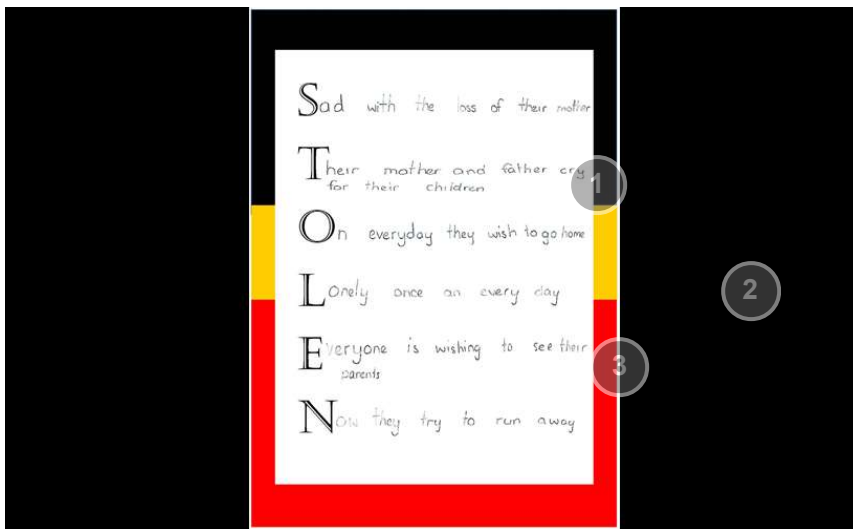 Sad with the loss of their mother
Their mother and father cry
for their children
On everyday they wish to go home
Lonely once an every day
Everyone is wishing to see their
parents
Now they try to run away
1
2
3